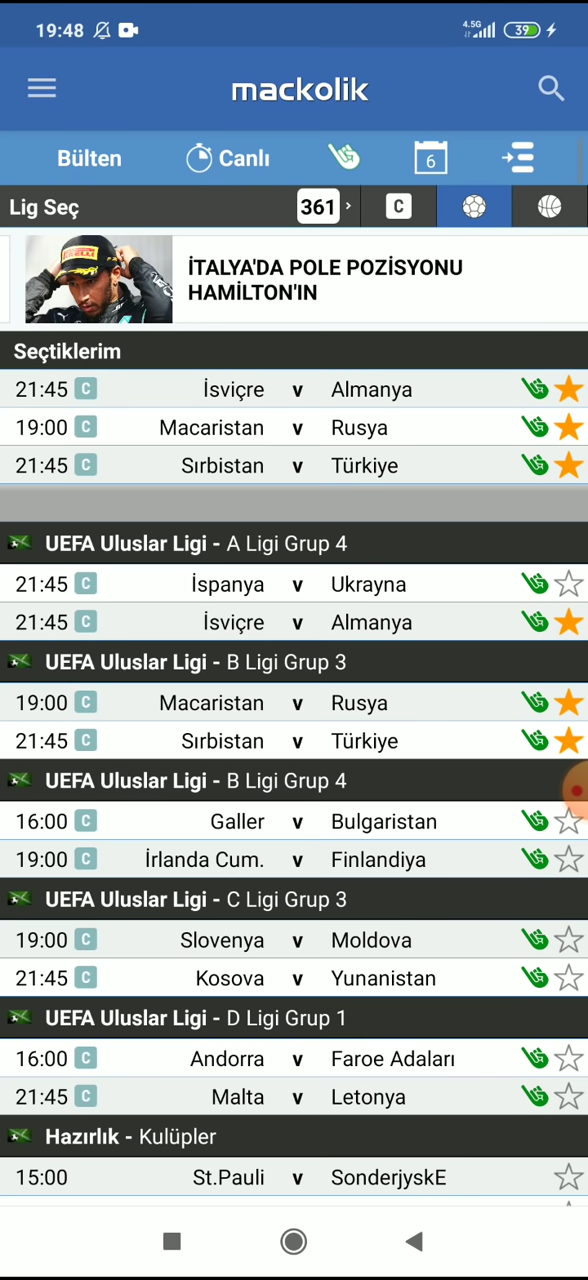 19:48 4.5G 39
mackolik
Bülten Canlı 6
Lig Seç 361 C
İTALYA'DA POLE POZİSYONU
HAMİLTON'IN
Seçtiklerim
21:45 C İsviçre v Almanya
19:00 C Macaristan v Rusya
21:45 C Sırbistan v Türkiye
UEFA Uluslar Ligi - A Ligi Grup 4
21:45 C İspanya v Ukrayna
21:45 C İsviçre v Almanya
UEFA Uluslar Ligi - B Ligi Grup 3
19:00 C Macaristan v Rusya
21:45 C Sırbistan v Türkiye
UEFA Uluslar Ligi - B Ligi Grup 4
16:00 C Galler v Bulgaristan
19:00 C İrlanda Cum. v Finlandiya
UEFA Uluslar Ligi - C Ligi Grup 3
19:00 C Slovenya v Moldova
21:45 C Kosova v Yunanistan
UEFA Uluslar Ligi - D Ligi Grup 1
16:00 C Andorra v Faroe Adaları
21:45 C Malta v Letonya
Hazırlık - Kulüpler
15:00 St.Pauli v SonderjyskE